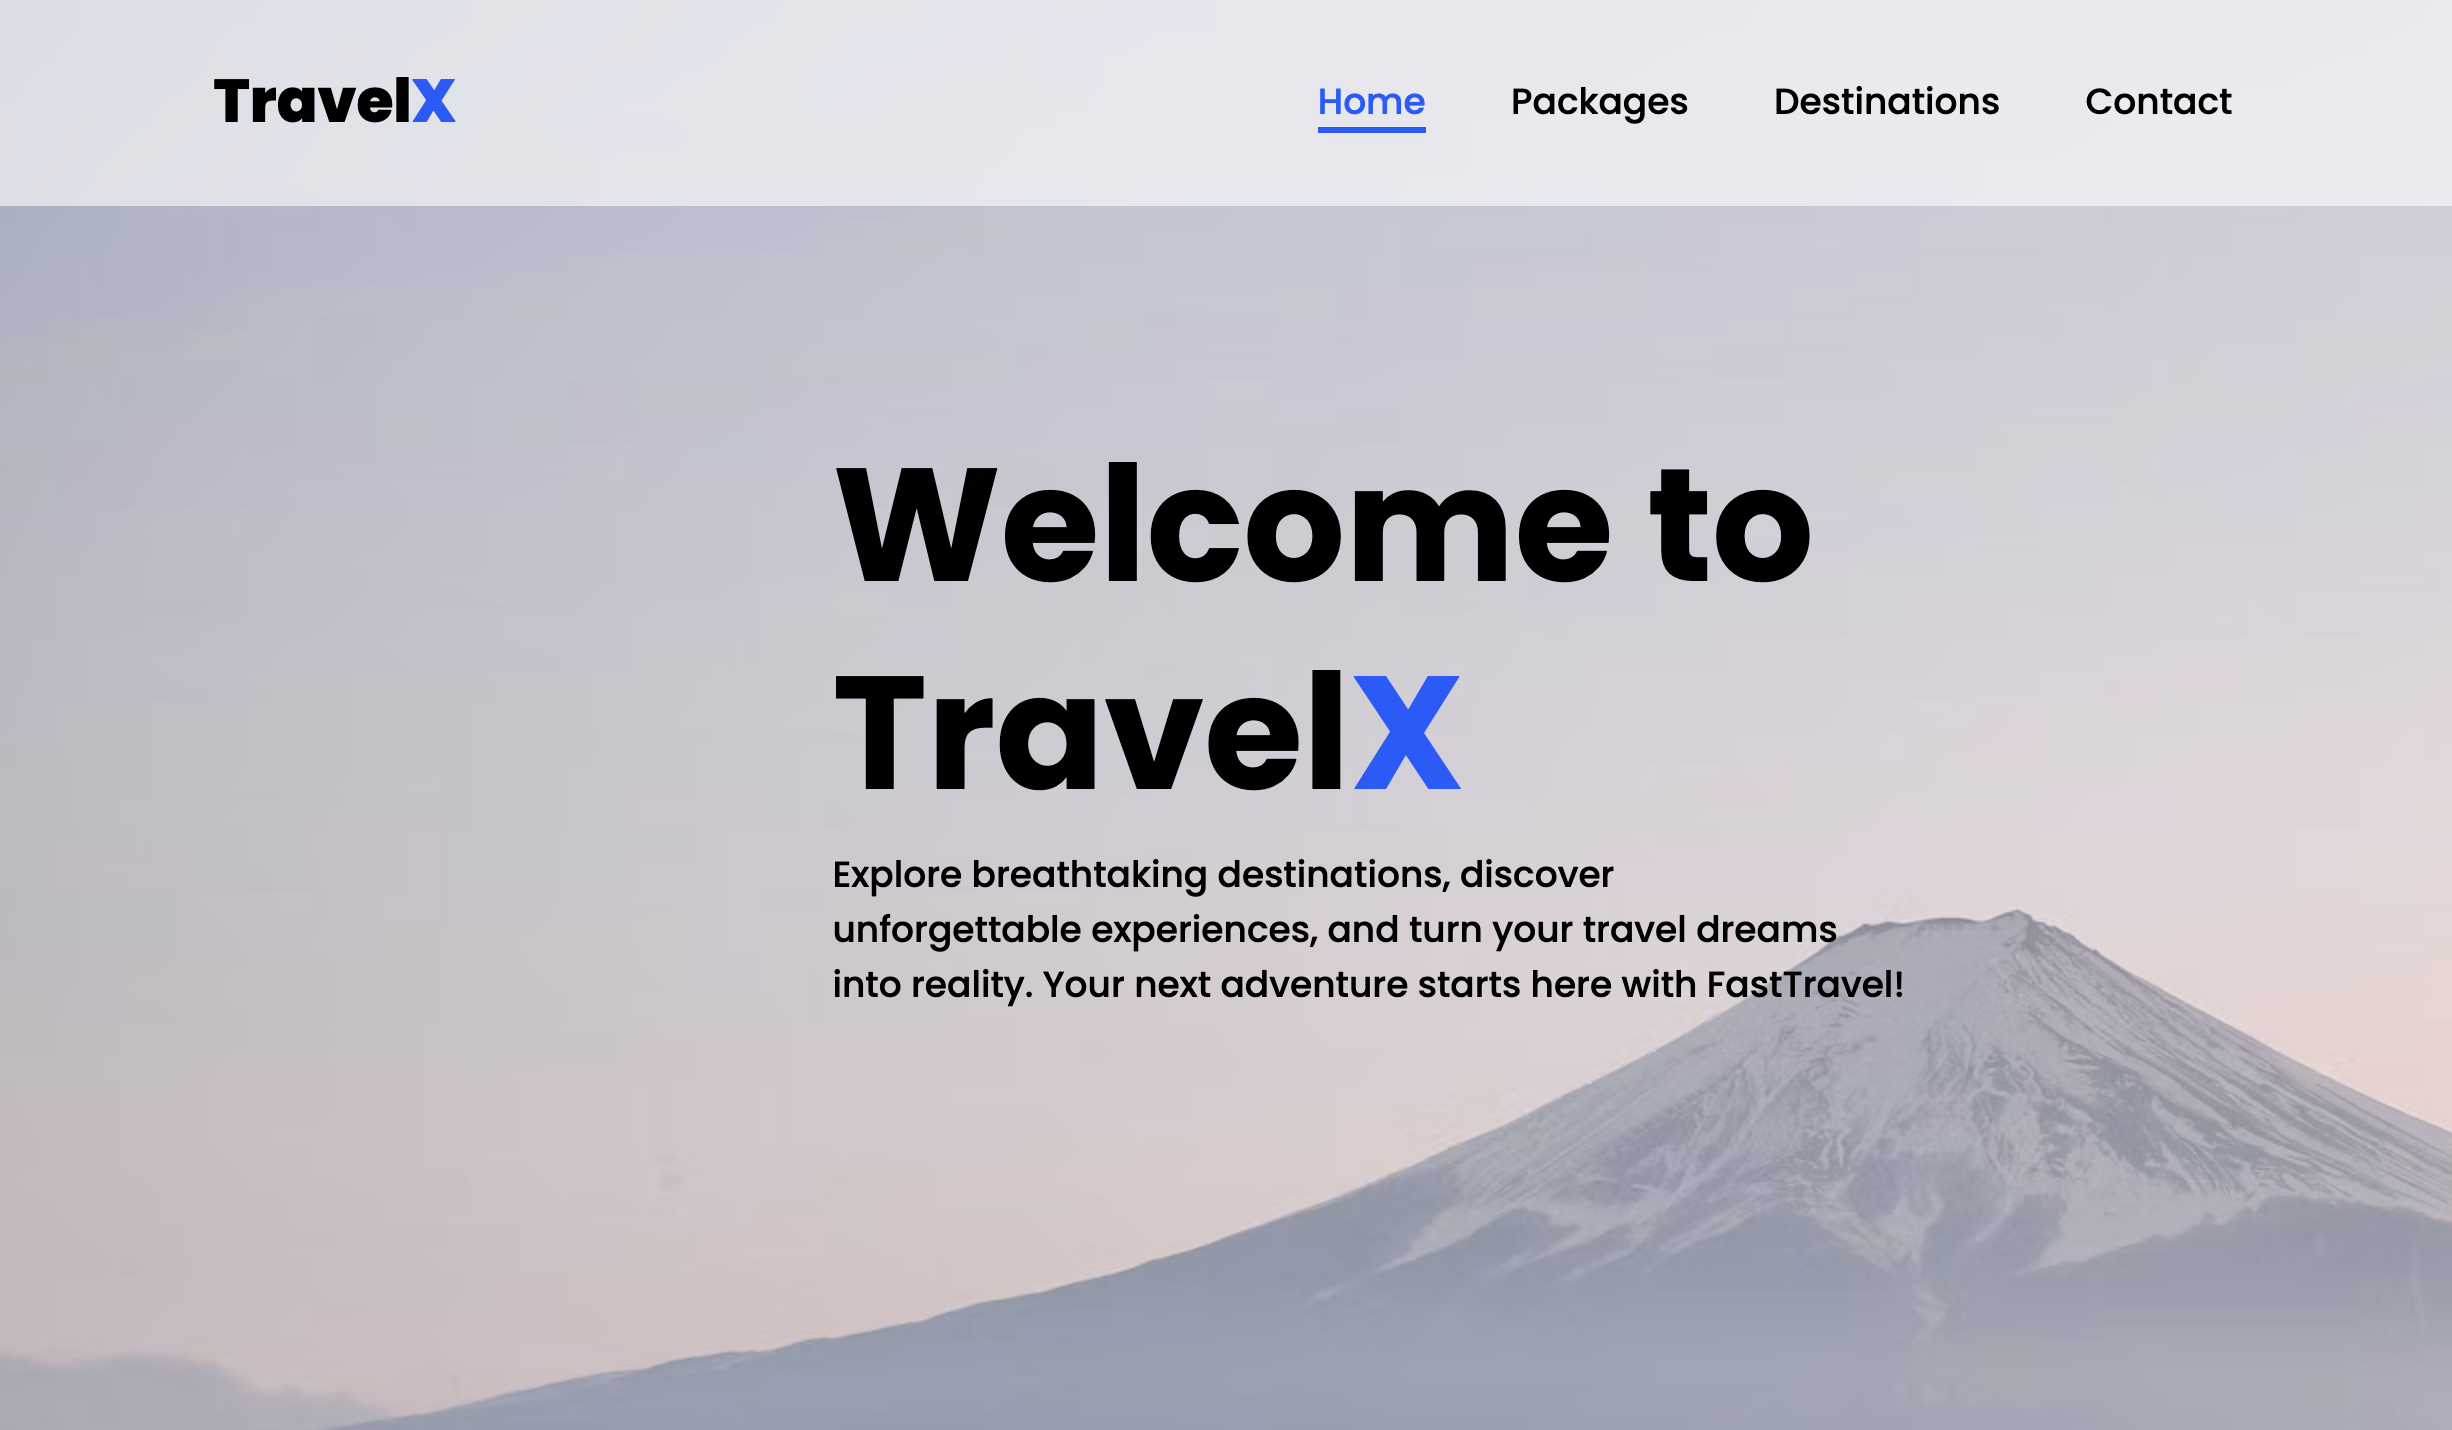 TravelX
Home Packages Destinations Contact
Welcome to
TravelX
Explore breathtaking destinations, discover
unforgettable experiences, and turn your travel dreams
into reality. Your next adventure starts here with FastTravel!